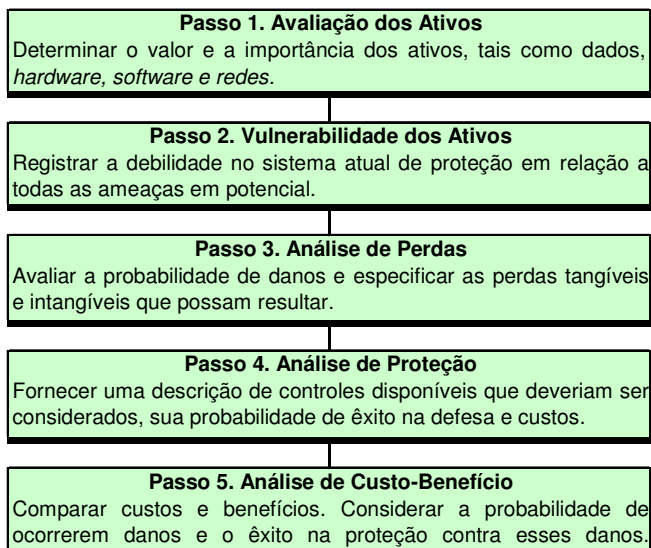 Passo 1. Avaliação dos Ativos
Determinar o valor e a importância dos ativos, tais como dados,
hardware, software e redes.
Passo 2. Vulnerabilidade dos Ativos
Registrar a debilidade no sistema atual de proteção em relação a
todas as ameaças em potencial.
Passo 3. Análise de Perdas
Avaliar a probabilidade de danos e especificar as perdas tangíveis
e intangíveis que possam resultar.
Passo 4. Análise de Proteção
Fornecer uma descrição de controles disponíveis que deveriam ser
considerados, sua probabilidade de êxito na defesa e custos.
Passo 5. Análise de Custo-Benefício
Comparar custos e benefícios. Considerar a probabilidade de
ocorrerem danos e o êxito na proteção contra esses danos.